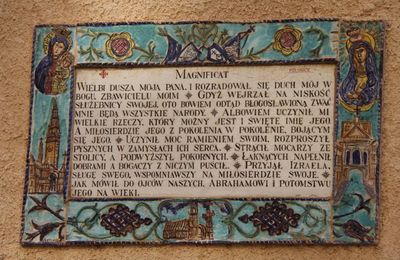 MAGNIFICAT
WIELBI DUSZA MOJA PANA. I ROZRADOWAŁ SIĘ DUCH MÓJ W
BOGU, ZBAWICIELU MOIM ✥ GDYŻ WEJRZAŁ NA NISKOŚĆ
SŁUŻEBNICY SWOJEJ, OTO BOWIEM ODTĄD BŁOGOSŁAWIONĄ ZWAĆ
MNIE BĘDĄ WSZYSTKIE NARODY. ✥ ALBOWIEM UCZYNIŁ MI
WIELKIE RZECZY, KTÓRY MOŻNY JEST I ŚWIĘTE IMIĘ JEGO
A MIŁOSIERDZIE JEGO Z POKOLENIA W POKOLENIE, BOJĄCYM
SIĘ JEGO. ✥ UCZYNIŁ MOC RAMIENIEM SWOIM, ROZPROSZYŁ
PYSZNYCH W ZAMYSŁACH ICH SERCA. ✥ STRĄCIŁ MOCARZY ZE
STOLICY, A PODWYŻSZYŁ POKORNYCH. ✥ ŁAKNĄCYCH NAPEŁNIŁ
DOBRAMI A BOGACZY Z NICZYM PUŚCIŁ. ✥ PRZYJĄŁ IZRAELA,
SŁUGĘ SWEGO, WSPOMNIAWSZY NA MIŁOSIERDZIE SWOJE. ✥
JAK MÓWIŁ DO OJCÓW NASZYCH, ABRAHAMOWI I POTOMSTWU
JEGO NA WIEKI.